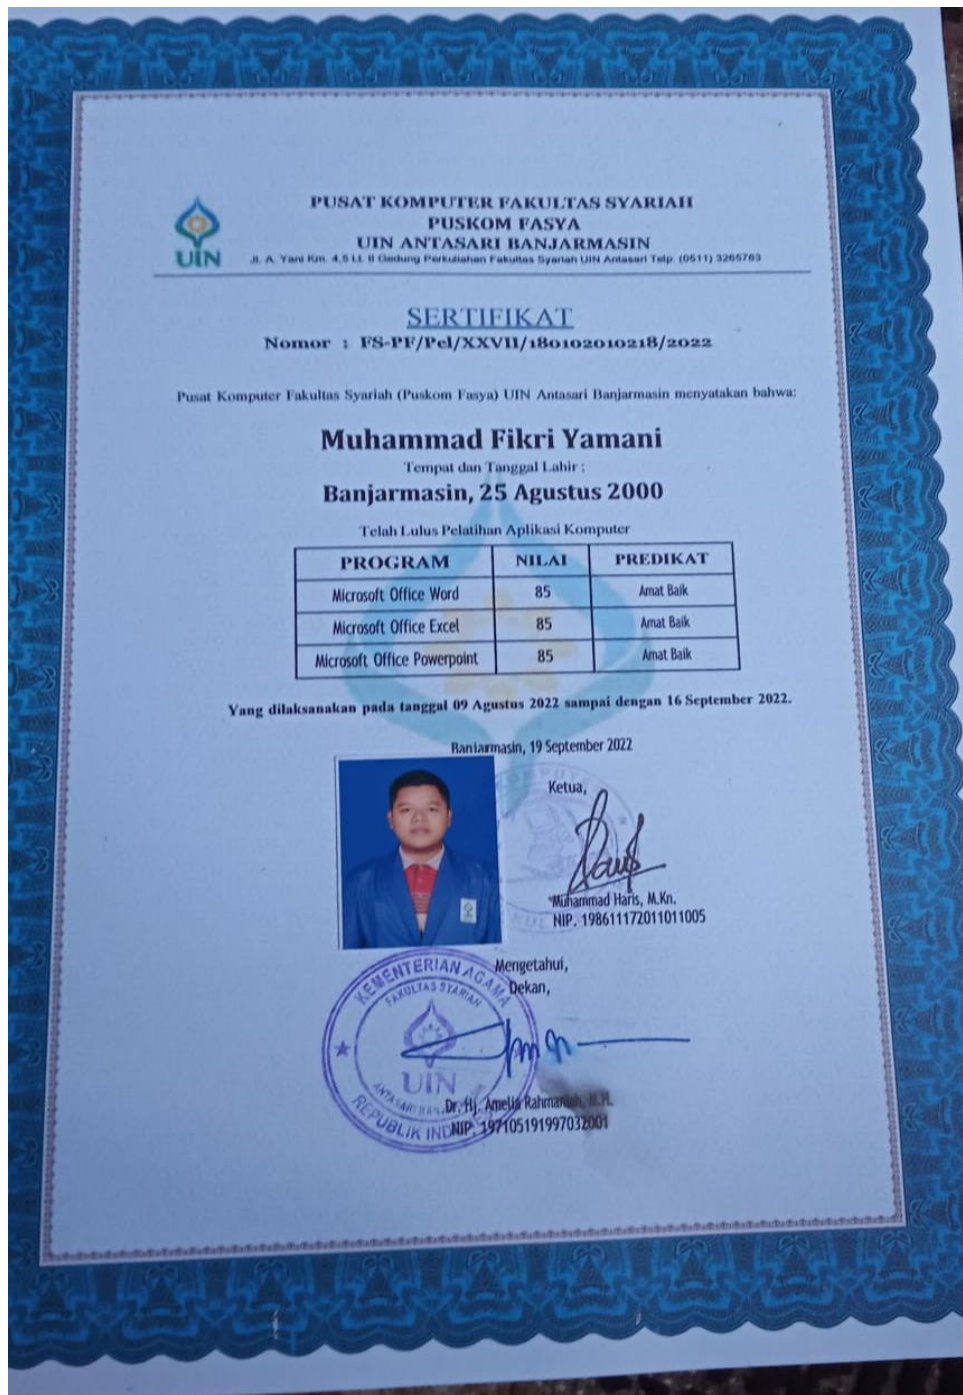 PUSAT KOMPUTER FAKULTAS SYARIAH
PUSKOM FASYA
UIN ANTASARI BANJARMASIN
UIN
Jl. A. Yani Km. 4,5 Lt. II Gedung Perkuliahan Fakultas Syariah UIN Antasari Telp. (0511) 3265783
SERTIFIKAT
Nomor : FS-PF/Pel/XXVII/180102010218/2022
Pusat Komputer Fakultas Syariah (Puskom Fasya) UIN Antasari Banjarmasin menyatakan bahwa:
Muhammad Fikri Yamani
Tempat dan Tanggal Lahir :
Banjarmasin, 25 Agustus 2000
Telah Lulus Pelatihan Aplikasi Komputer
PROGRAM NILAI PREDIKAT
Microsoft Office Word 85 Amat Baik
Microsoft Office Excel 85 Amat Baik
Microsoft Office Powerpoint 85 Amat Baik
Yang dilaksanakan pada tanggal 09 Agustus 2022 sampai dengan 16 September 2022.
Banjarmasin, 19 September 2022
Ketua,
Muhammad Haris, M.Kn.
NIP. 198611172011011005
Mengetahui,
Dekan,
KEMENTERIAN AGAMA
FAKULTAS SYARIAH
UIN
ANTASARI
REPUBLIK
Dr. Hj. Amelia
NIP. 197105191997032001